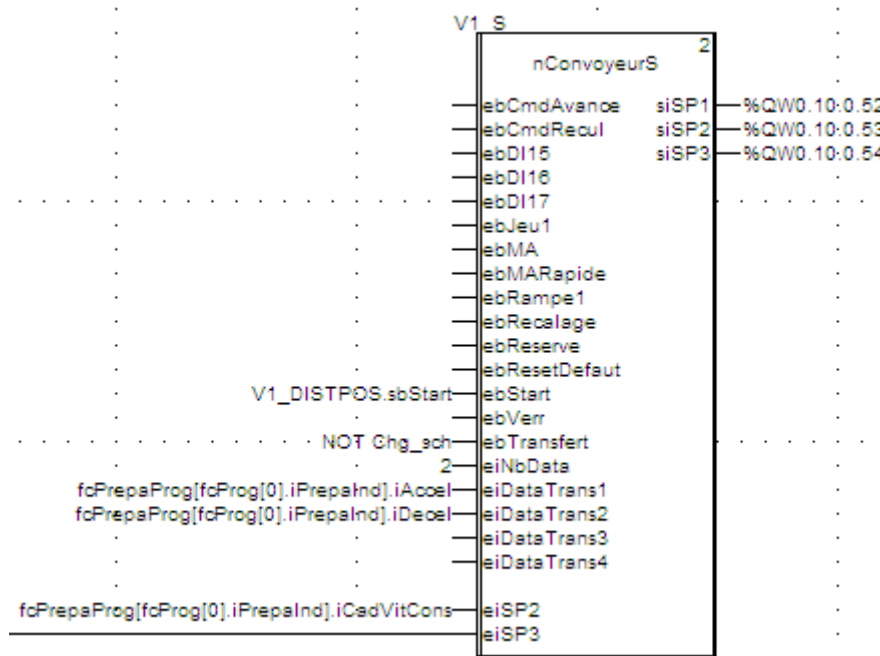 V1_S
2
nConvoyeurS
ebCmdAvance siSP1 %QW0.10.0.52
ebCmdRecul siSP2 %QW0.10.0.53
ebDI15 siSP3 %QW0.10.0.54
ebDI16
ebDI17
ebJeu1
ebMA
ebMARapide
ebRampe1
ebRecalage
ebReserve
ebResetDefaut
V1_DISTPOS.sbStart ebStart
ebVerr
NOT Chg_sch ebTransfert
2 eiNbData
fcPrepaProg[fcProg[0].iPrepaInd].iAccel eiDataTrans1
fcPrepaProg[fcProg[0].iPrepaInd].iDecel eiDataTrans2
eiDataTrans3
eiDataTrans4
fcPrepaProg[fcProg[0].iPrepaInd].iCadVitCons eiSP2
eiSP3